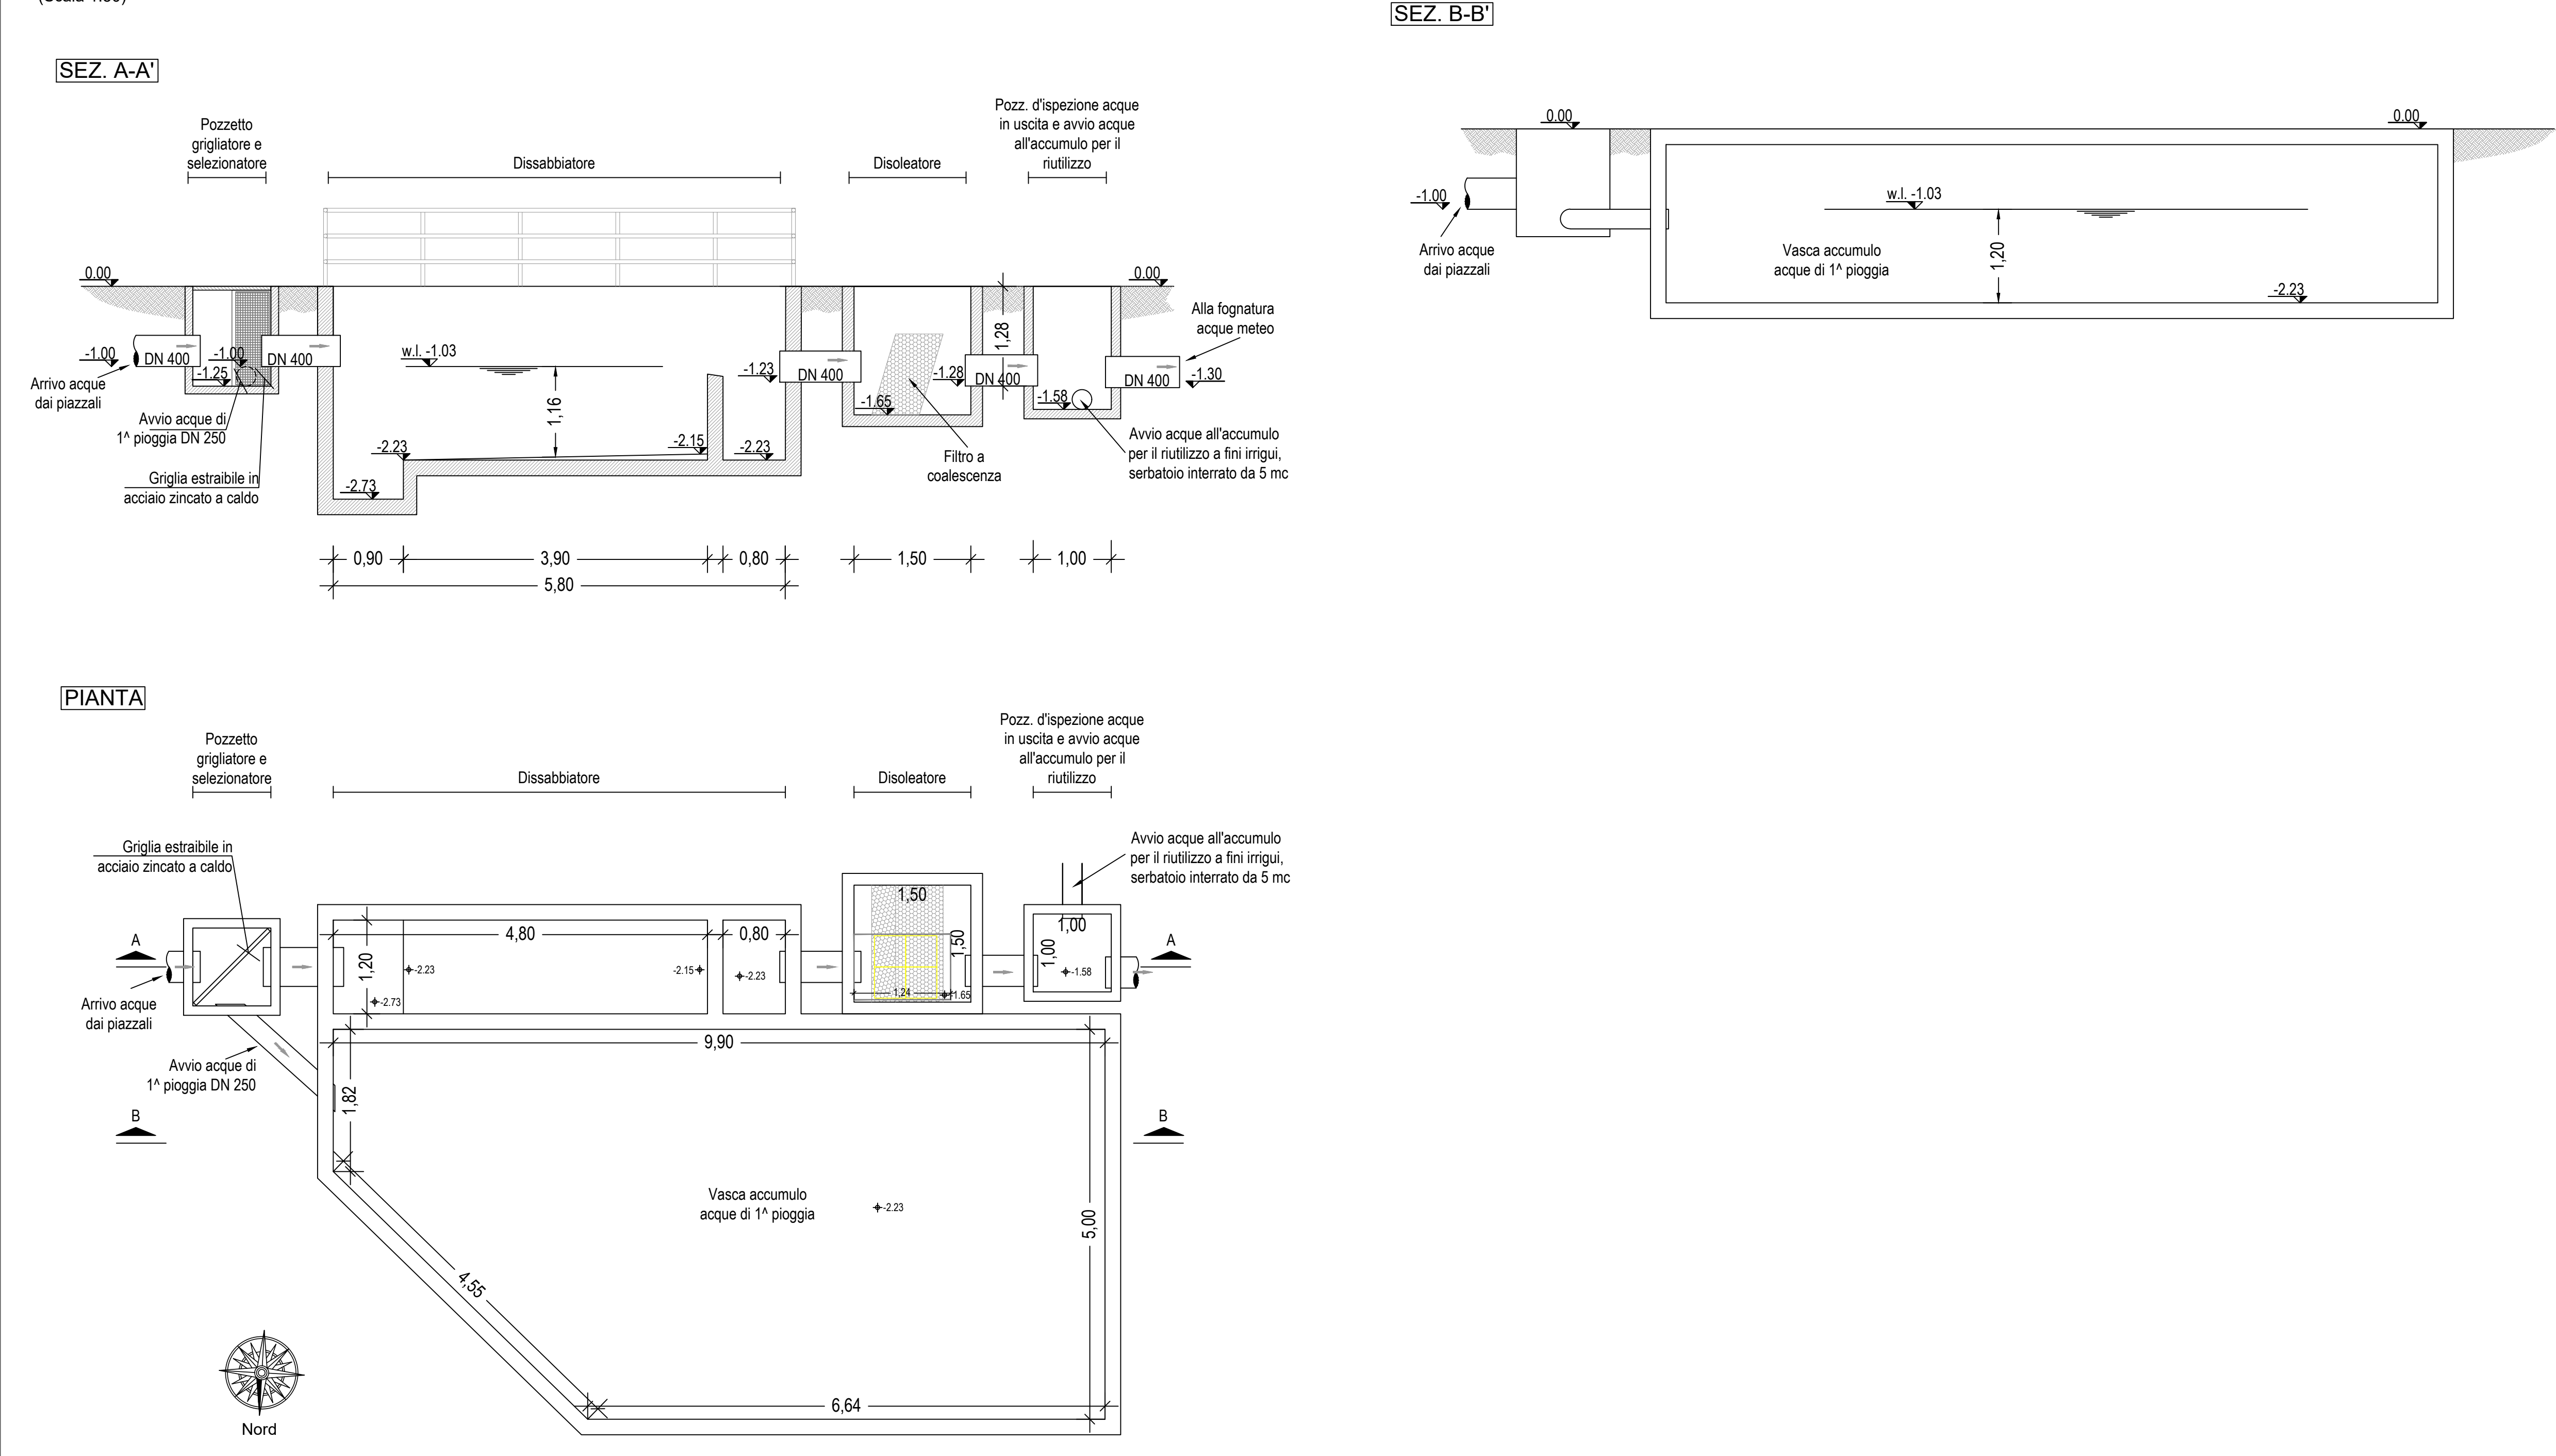 SEZ. B-B'
SEZ. A-A'
Pozzetto
grigliatore e
selezionatore
Dissabbiatore
Disoleatore
Pozz. d'ispezione acque
in uscita e avvio acque
all'accumulo per il
riutilizzo
0.00
0.00
Alla fognatura
acque meteo
-1.00
DN 400
-1.00
DN 400
-1.25
Arrivo acque
dai piazzali
Avvio acque di
1^ pioggia DN 250
Griglia estraibile in
acciaio zincato a caldo
w.l. -1.03
1,16
-2.23
-2.15
-2.23
-2.73
-1.23
DN 400
-1.28
-1.65
1,28
DN 400
-1.58
DN 400
-1.30
Filtro a
coalescenza
Avvio acque all'accumulo
per il riutilizzo a fini irrigui,
serbatoio interrato da 5 mc
0,90
3,90
0,80
1,50
1,00
5,80
0.00
0.00
-1.00
w.l. -1.03
Arrivo acque
dai piazzali
Vasca accumulo
acque di 1^ pioggia
1,20
-2.23
PIANTA
Pozzetto
grigliatore e
selezionatore
Dissabbiatore
Disoleatore
Pozz. d'ispezione acque
in uscita e avvio acque
all'accumulo per il
riutilizzo
Griglia estraibile in
acciaio zincato a caldo
Avvio acque all'accumulo
per il riutilizzo a fini irrigui,
serbatoio interrato da 5 mc
A
A
Arrivo acque
dai piazzali
4,80
0,80
1,20
-2.23
-2.15
-2.23
-2.73
1,50
1,50
1,24
-1.65
1,00
1,00
-1.58
Avvio acque di
1^ pioggia DN 250
9,90
1,82
B
B
Vasca accumulo
acque di 1^ pioggia
-2.23
5,00
4,55
6,64
Nord